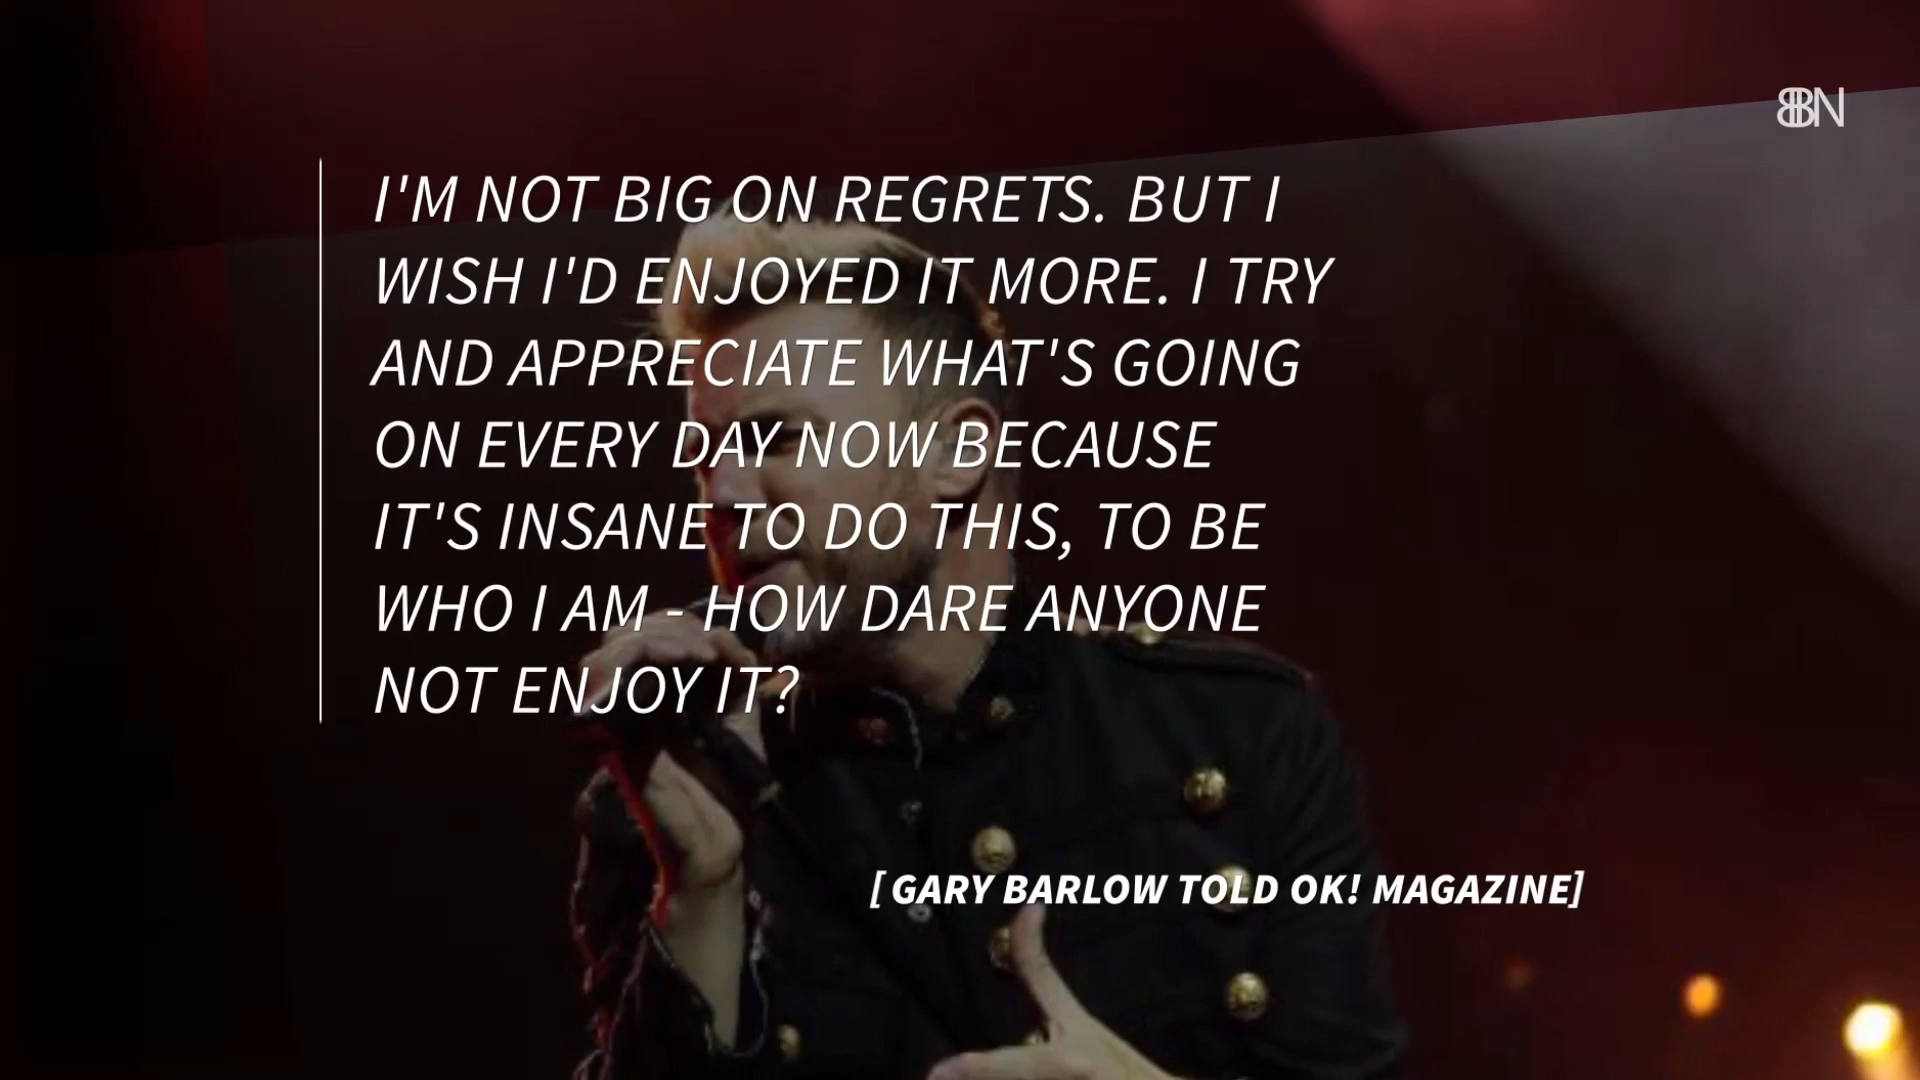 BBN
I'M NOT BIG ON REGRETS. BUT I
WISH I'D ENJOYED IT MORE. I TRY
AND APPRECIATE WHAT'S GOING
ON EVERY DAY NOW BECAUSE
IT'S INSANE TO DO THIS, TO BE
WHO I AM - HOW DARE ANYONE
NOT ENJOY IT?
[ GARY BARLOW TOLD OK! MAGAZINE]